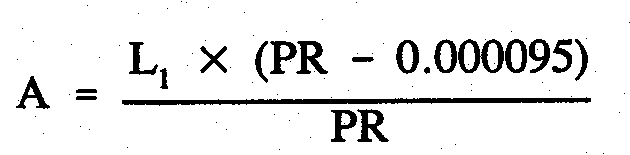 A = L₁ × (PR − 0.000095)
PR